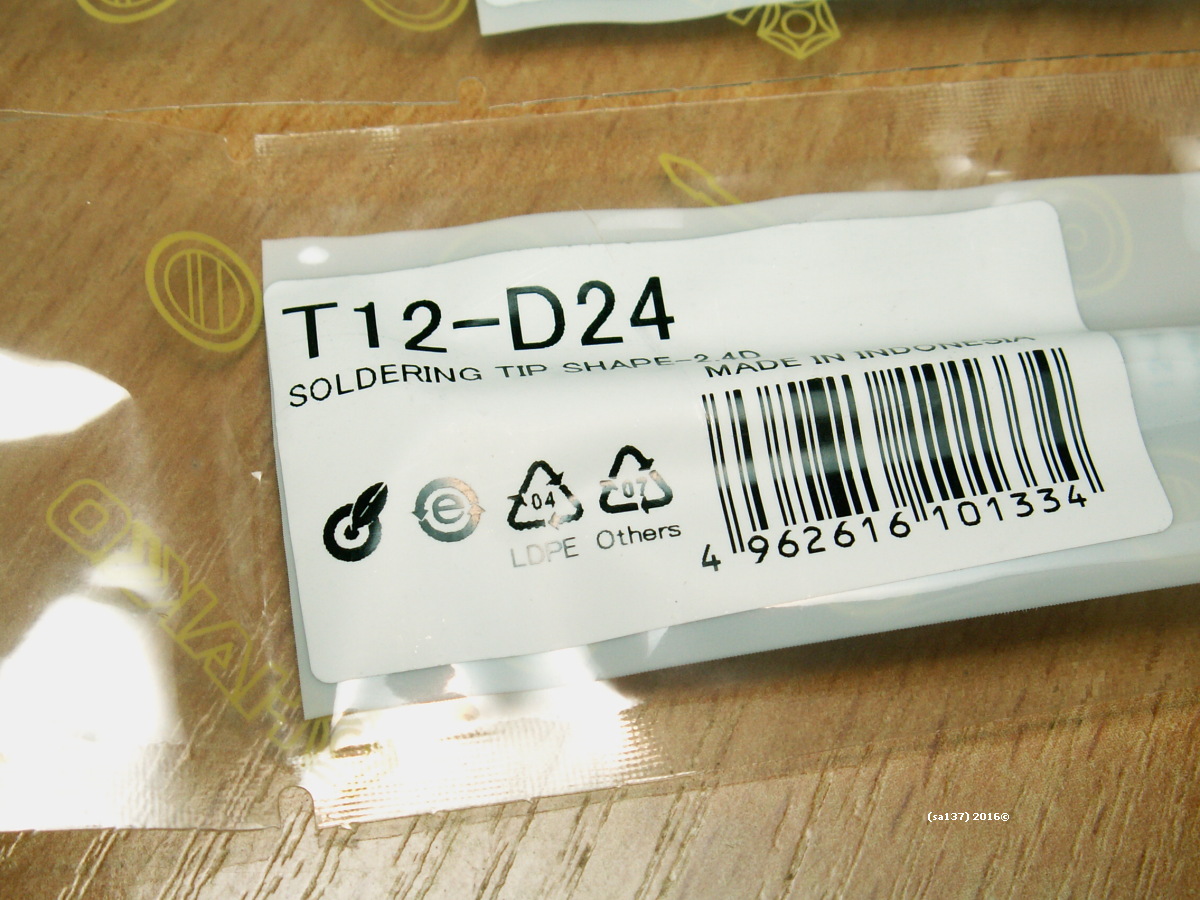 T12-D24
SOLDERING TIP SHAPE-2.4D
MADE IN INDONESIA
e
04
07
LDPE
Others
4 962616 101334
HAKKO
(sa137) 2016©